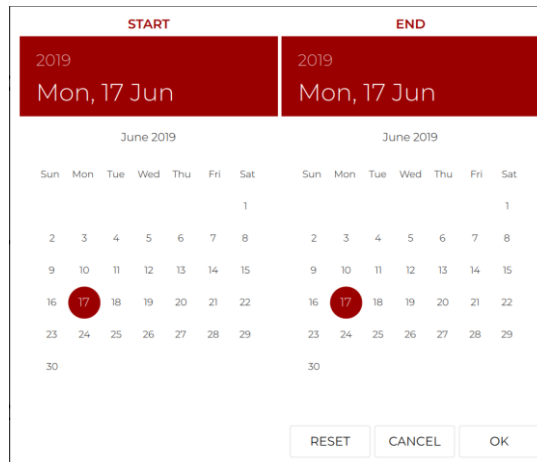 START
2019
Mon, 17 Jun
June 2019
Sun Mon Tue Wed Thu Fri Sat
1
2 3 4 5 6 7 8
9 10 11 12 13 14 15
16 17 18 19 20 21 22
23 24 25 26 27 28 29
30
END
2019
Mon, 17 Jun
June 2019
Sun Mon Tue Wed Thu Fri Sat
1
2 3 4 5 6 7 8
9 10 11 12 13 14 15
16 17 18 19 20 21 22
23 24 25 26 27 28 29
30
RESET CANCEL OK